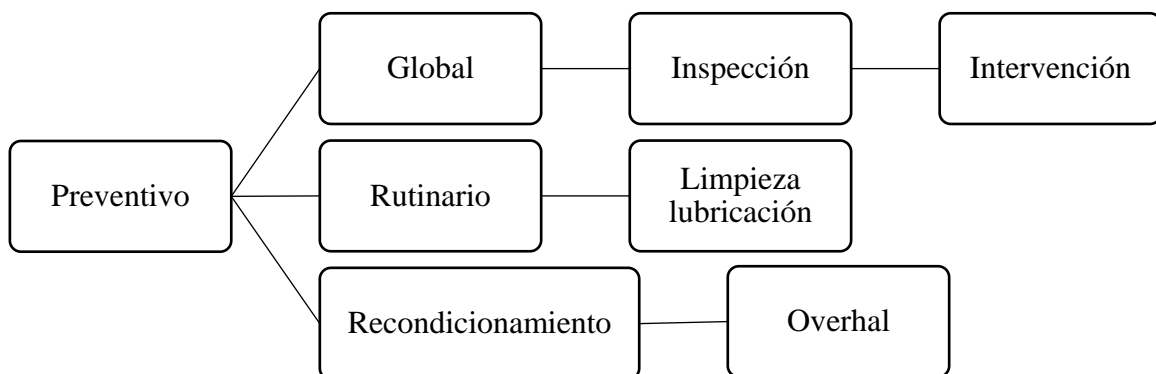 Global
Inspección
Intervención
Preventivo
Rutinario
Limpieza
lubricación
Recondicionamiento
Overhal